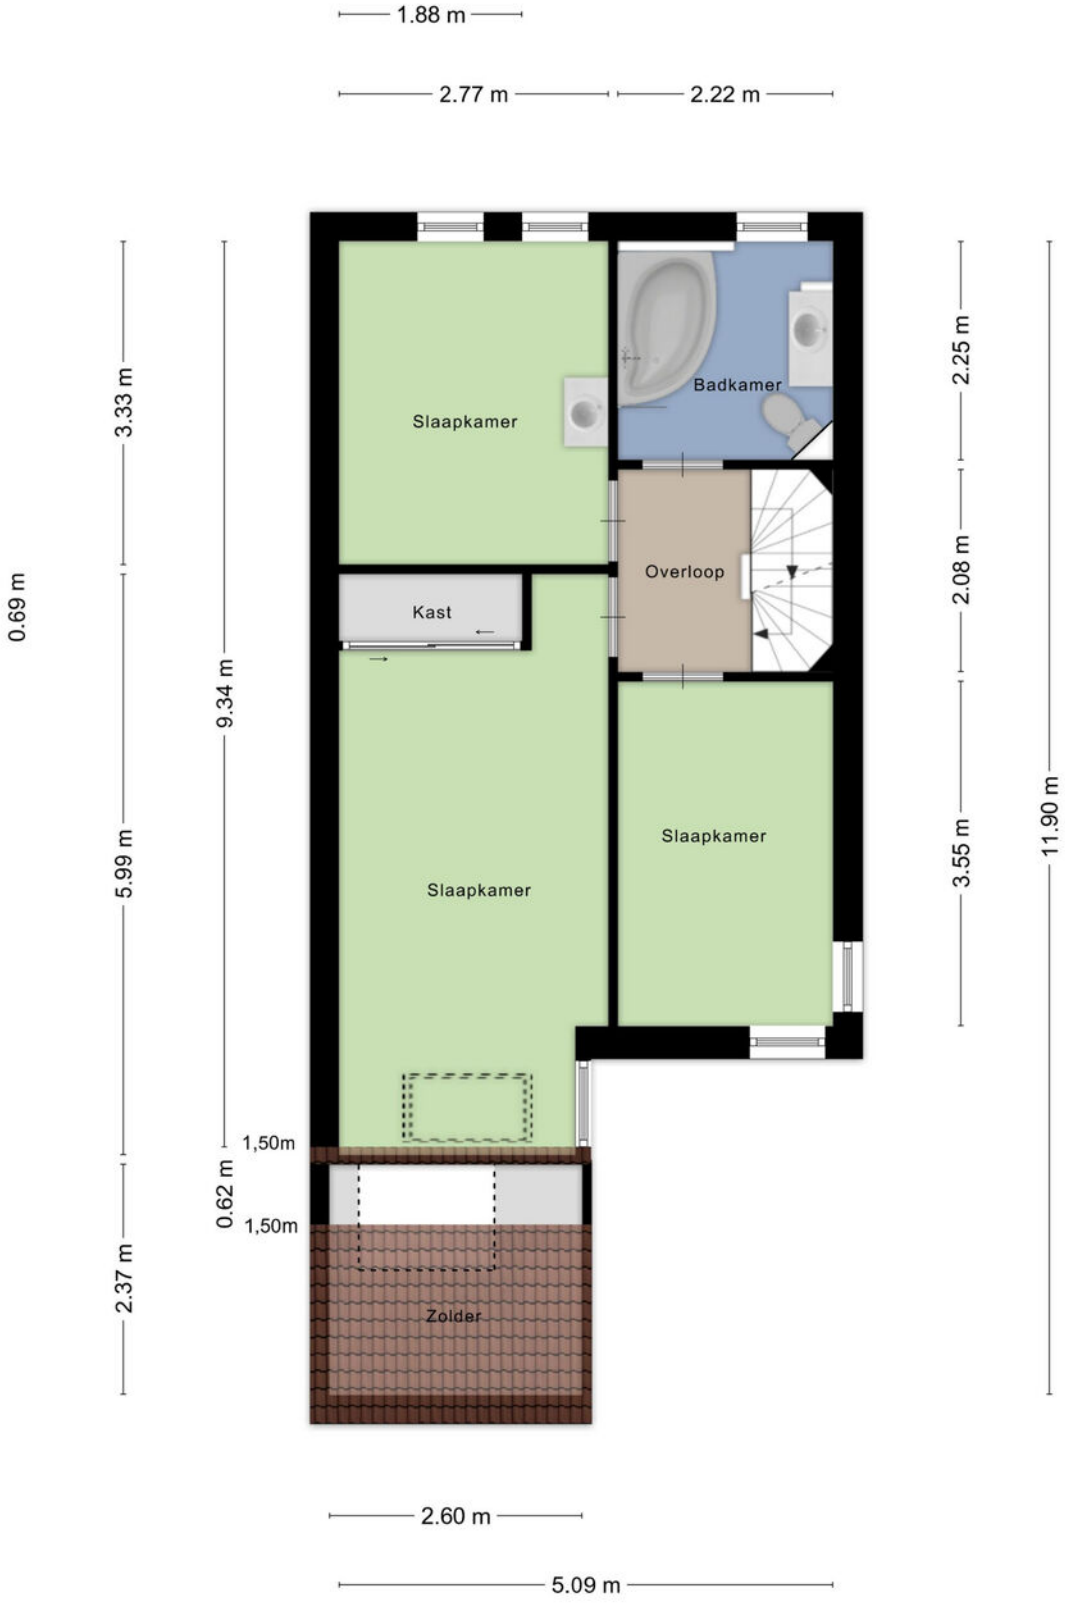 1.88 m
2.77 m
2.22 m
3.33 m
2.25 m
Badkamer
Slaapkamer
Overloop
2.08 m
0.69 m
Kast
9.34 m
11.90 m
Slaapkamer
3.55 m
5.99 m
Slaapkamer
1,50m
0.62 m
1,50m
2.37 m
Zolder
2.60 m
5.09 m